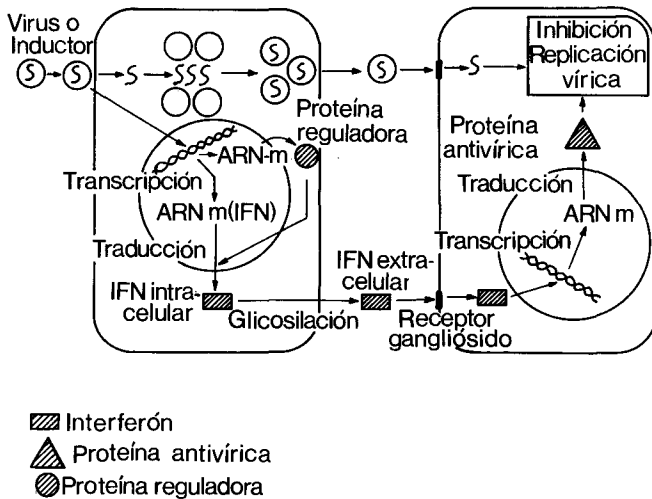 Virus o
Inductor
Inhibición
Replicación
vírica
Proteína
reguladora
Proteína
antivírica
ARN-m
Transcripción
ARN m(IFN)
Traducción
Traducción
ARN m
Transcripción
IFN intra-
celular
Glicosilación
IFN extra-
celular
Receptor
gangliósido
Interferón
Proteína antivírica
Proteína reguladora